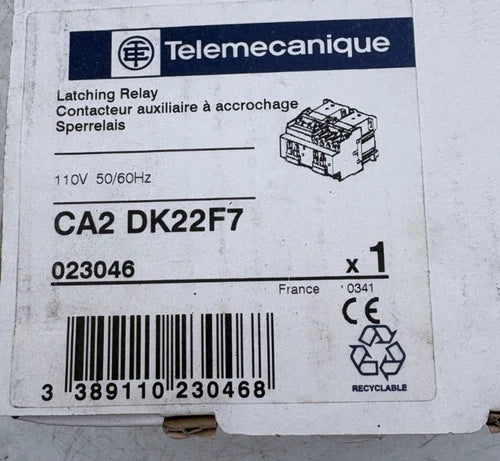 Telemecanique
Latching Relay
Contacteur auxiliaire à accrochage
Sperrelais
110V 50/60Hz
CA2 DK22F7
023046
x 1
France 0341
CE
3 389110 230468
RECYCLABLE